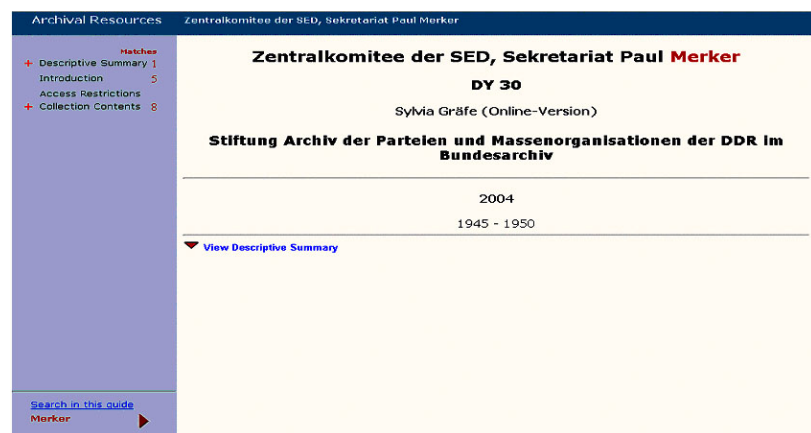 Archival Resources
Zentralkomitee der SED, Sekretariat Paul Merker
Matches
+ Descriptive Summary 1
Introduction 5
Access Restrictions
+ Collection Contents 8
Zentralkomitee der SED, Sekretariat Paul Merker
DY 30
Sylvia Gräfe (Online-Version)
Stiftung Archiv der Parteien und Massenorganisationen der DDR im
Bundesarchiv
2004
1945 - 1950
View Descriptive Summary
Search in this guide
Merker